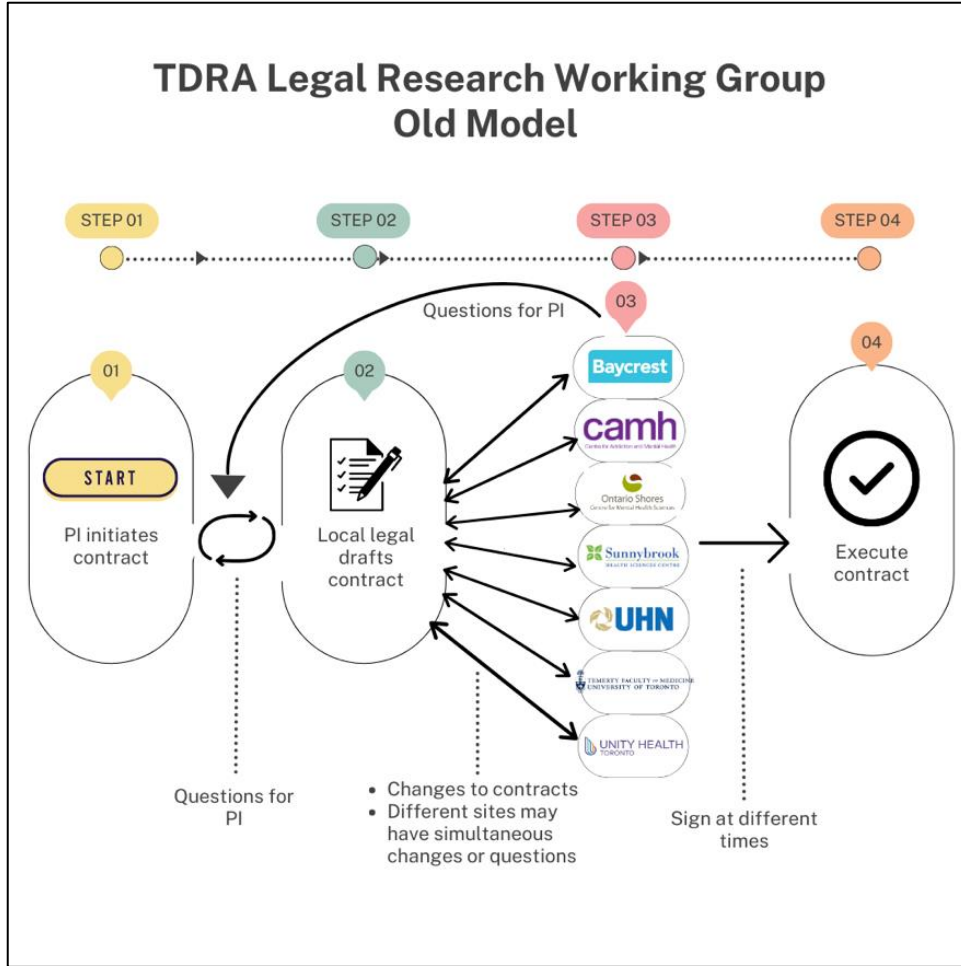 TDRA Legal Research Working Group
Old Model
STEP 01
STEP 02
STEP 03
STEP 04
Questions for PI
03
01
02
04
Baycrest
camh
Centre for Addiction and Mental Health
Ontario Shores
Centre for Mental Health Sciences
Sunnybrook
HEALTH SCIENCES CENTRE
UHN
TEMERTY FACULTY OF MEDICINE
UNIVERSITY OF TORONTO
UNITY HEALTH
TORONTO
START
PI initiates
contract
Local legal
drafts
contract
Execute
contract
Questions for
PI
• Changes to contracts
• Different sites may
have simultaneous
changes or questions
Sign at different
times